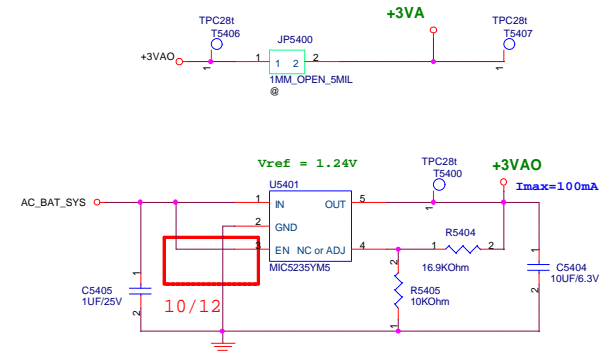 +3VA
TPC28t
T5406
JP5400
TPC28t
T5407
+3VAO
1
1 2
2
1
1
1MM_OPEN_5MIL
@
Vref = 1.24V
TPC28t
T5400
+3VAO
Imax=100mA
U5401
AC_BAT_SYS
1
IN
OUT
5
1
2
GND
R5404
3
EN
NC or ADJ
4
1
2
1
MIC5235YM5
16.9KOhm
C5404
10UF/6.3V
1
2
2
C5405
1UF/25V
R5405
10KOhm
10/12
2
1